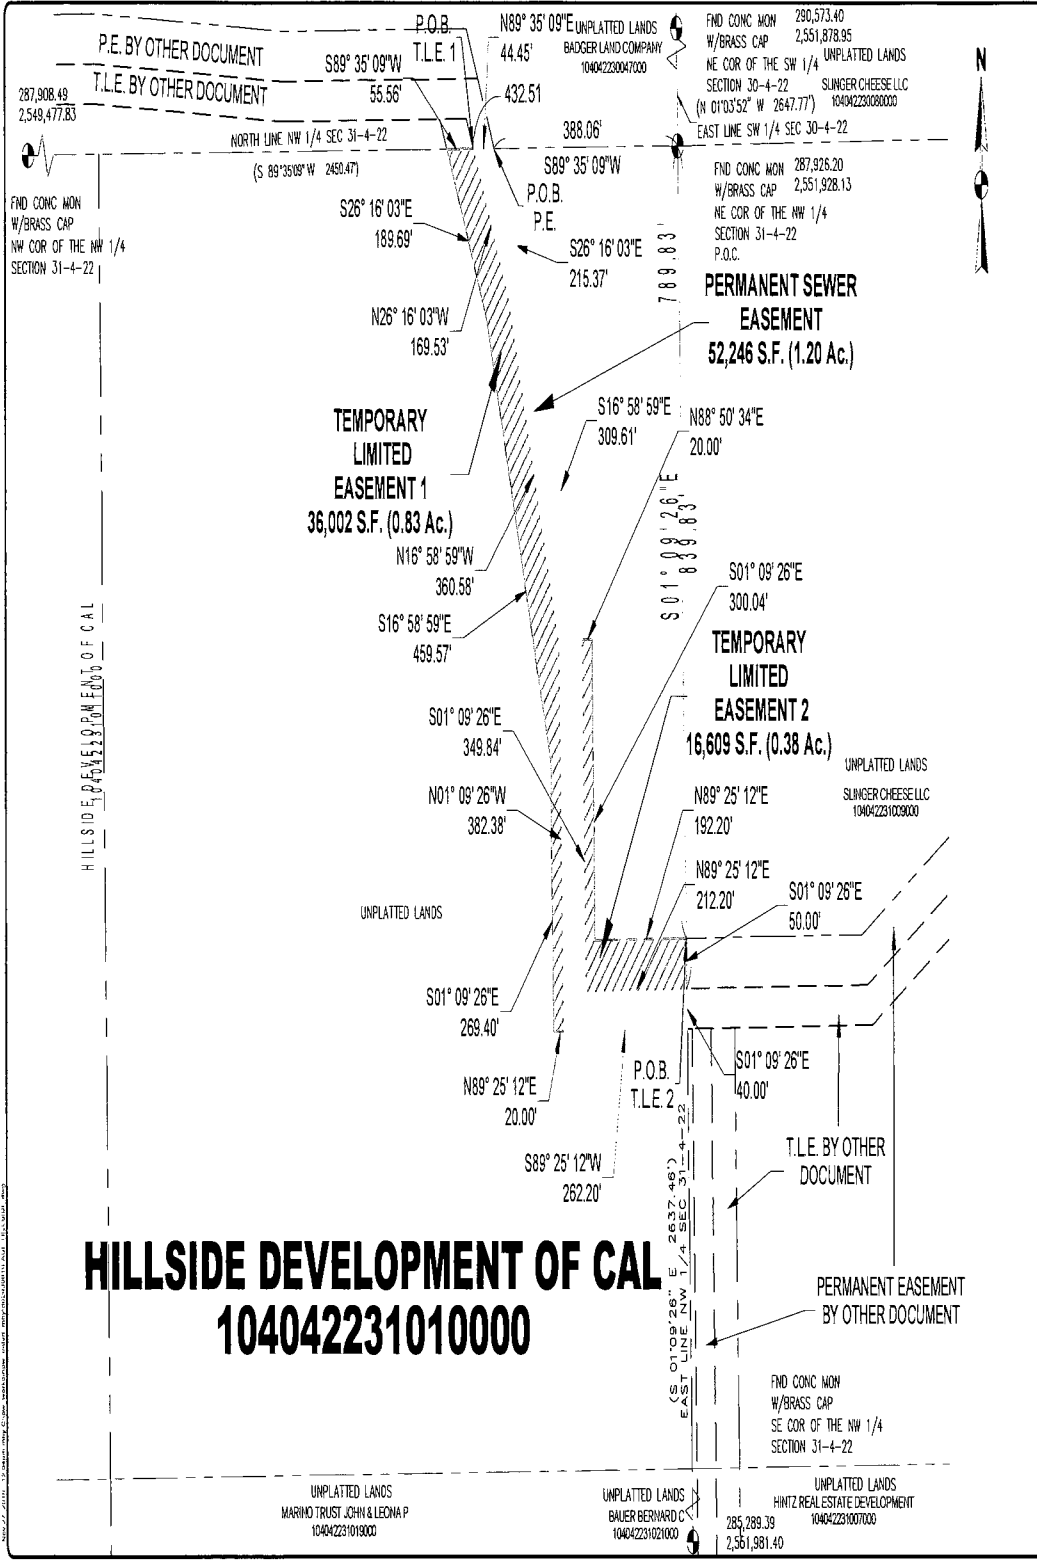 P.E. BY OTHER DOCUMENT
T.L.E. BY OTHER DOCUMENT
287,908.49
2,549,477.83
S89° 35' 09"W
55.56'
P.O.B.
T.L.E. 1
N89° 35' 09"E
44.45'
432.51
UNPLATTED LANDS
BADGER LAND COMPANY
104042230047000
FND CONC MON
W/BRASS CAP
NE COR OF THE SW 1/4
SECTION 30-4-22
(N 01°03'52" W 2647.77')
290,573.40
2,551,878.95
UNPLATTED LANDS
SLINGER CHEESE LLC
104042230080000
N
NORTH LINE NW 1/4 SEC 31-4-22
(S 89°35'09" W 2450.47')
388.06'
S89° 35' 09"W
EAST LINE SW 1/4 SEC 30-4-22
FND CONC MON
W/BRASS CAP
NW COR OF THE NW 1/4
SECTION 31-4-22
P.O.B.
P.E.
FND CONC MON 287,926.20
W/BRASS CAP 2,551,928.13
NE COR OF THE NW 1/4
SECTION 31-4-22
P.O.C.
S26° 16' 03"E
189.69'
S26° 16' 03"E
215.37'
789.83'
N26° 16' 03"W
169.53'
PERMANENT SEWER
EASEMENT
52,246 S.F. (1.20 Ac.)
TEMPORARY
LIMITED
EASEMENT 1
36,002 S.F. (0.83 Ac.)
S16° 58' 59"E
309.61'
N88° 50' 34"E
20.00'
S01° 09' 26"E
839.83'
N16° 58' 59"W
360.58'
S16° 58' 59"E
459.57'
S01° 09' 26"E
300.04'
TEMPORARY
LIMITED
EASEMENT 2
16,609 S.F. (0.38 Ac.)
HILLSIDE DEVELOPMENT OF CAL
104042231011000
S01° 09' 26"E
349.84'
N01° 09' 26"W
382.38'
UNPLATTED LANDS
SLINGER CHEESE LLC
104042231009000
N89° 25' 12"E
192.20'
N89° 25' 12"E
212.20'
S01° 09' 26"E
50.00'
UNPLATTED LANDS
S01° 09' 26"E
269.40'
N89° 25' 12"E
20.00'
P.O.B.
T.L.E. 2
S01° 09' 26"E
40.00'
S89° 25' 12"W
262.20'
T.L.E. BY OTHER
DOCUMENT
(S 01°09'26" E 2637.46')
EAST LINE NW 1/4 SEC 31-4-22
HILLSIDE DEVELOPMENT OF CAL
104042231010000
PERMANENT EASEMENT
BY OTHER DOCUMENT
FND CONC MON
W/BRASS CAP
SE COR OF THE NW 1/4
SECTION 31-4-22
UNPLATTED LANDS
MARINO TRUST JOHN & LEONA P
104042231019000
UNPLATTED LANDS
BAUER BERNARD C
104042231021000
285,289.39
2,551,981.40
UNPLATTED LANDS
HINTZ REAL ESTATE DEVELOPMENT
104042231007000